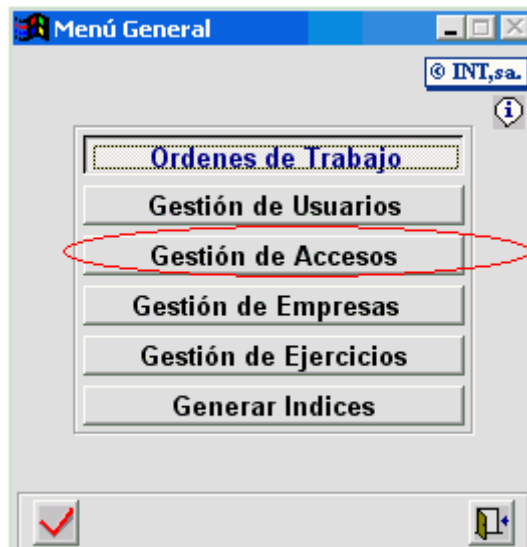 Menú General
© INT,sa.
Ordenes de Trabajo
Gestión de Usuarios
Gestión de Accesos
Gestión de Empresas
Gestión de Ejercicios
Generar Indices